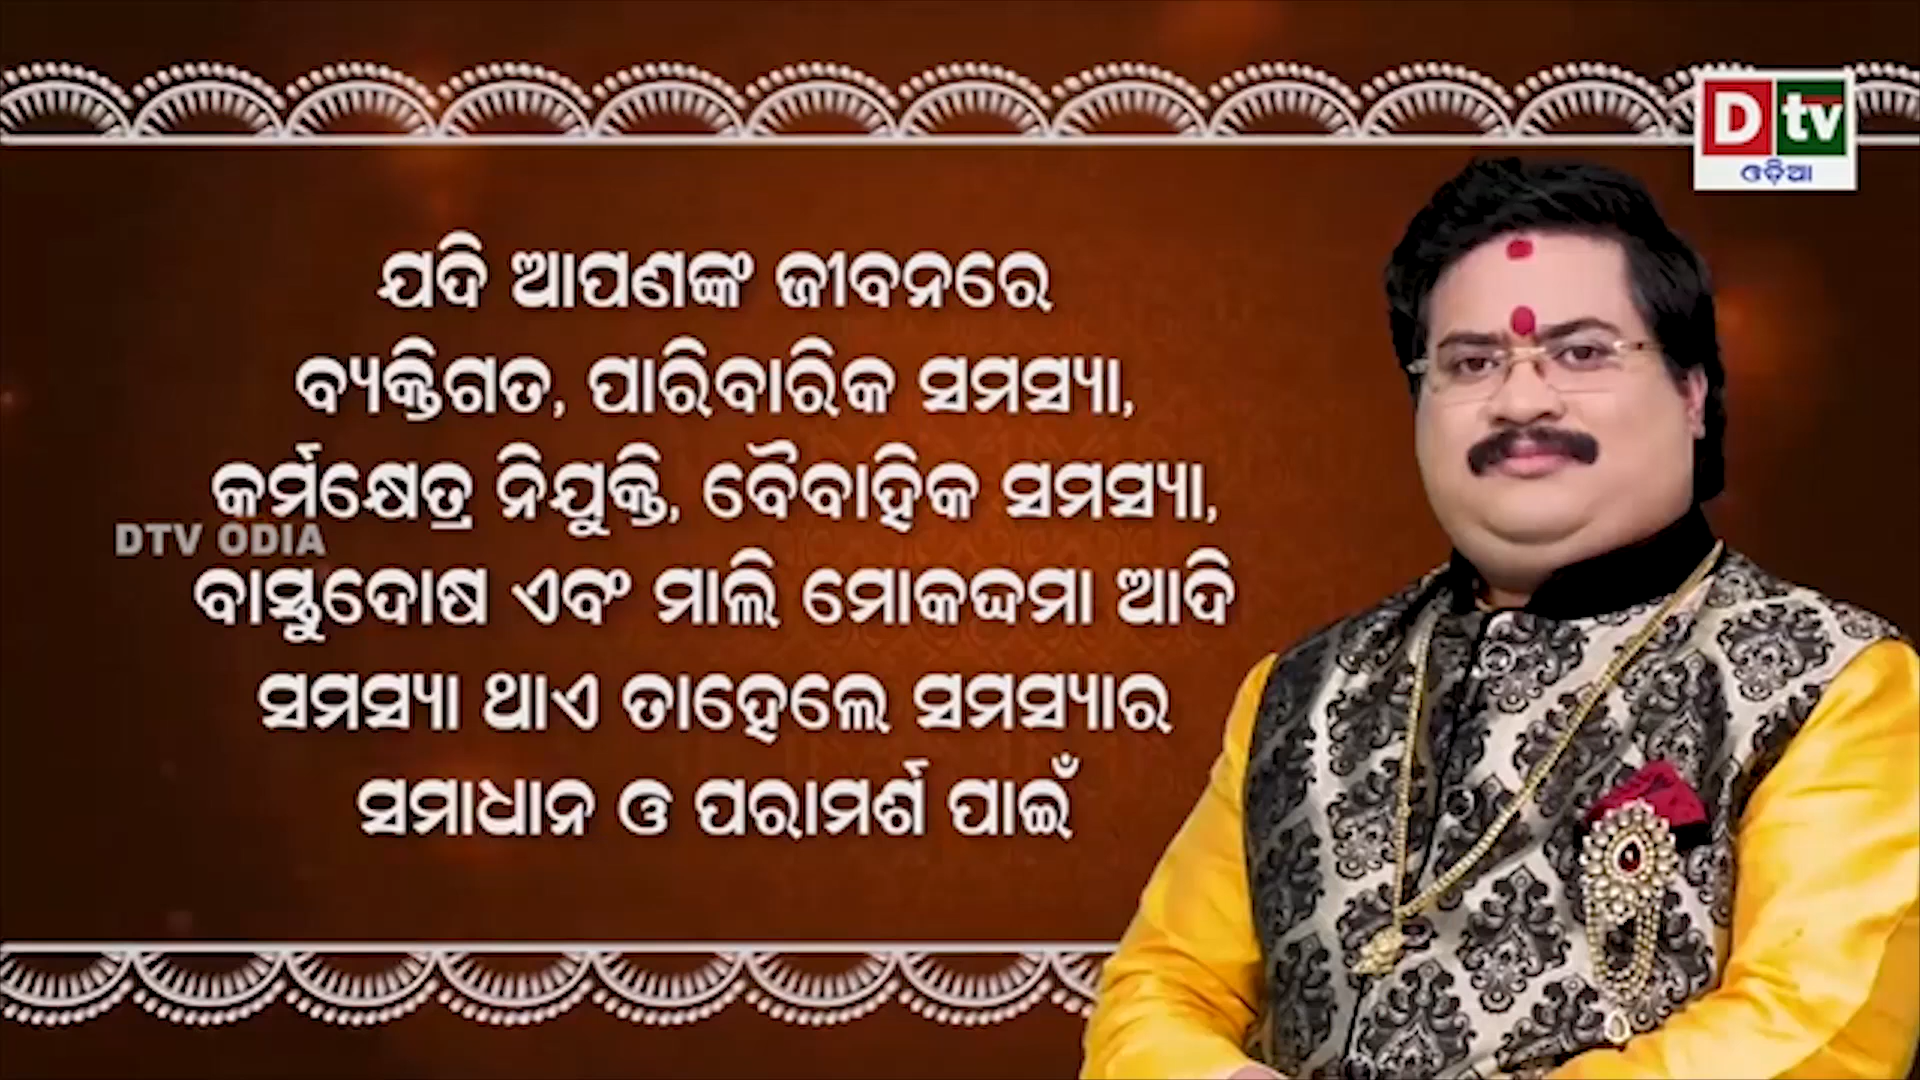 D tv
ଓଡ଼ିଆ
ଯଦି ଆପଣଙ୍କ ଜୀବନରେ
ବ୍ୟକ୍ତିଗତ, ପାରିବାରିକ ସମସ୍ୟା,
କର୍ମକ୍ଷେତ୍ର ନିଯୁକ୍ତି, ବୈବାହିକ ସମସ୍ୟା,
DTV ODIA
ବାସ୍ତୁଦୋଷ ଏବଂ ମାଲି ମୋକଦ୍ଦମା ଆଦି
ସମସ୍ୟା ଥାଏ ତାହେଲେ ସମସ୍ୟାର
ସମାଧାନ ଓ ପରାମର୍ଶ ପାଇଁ